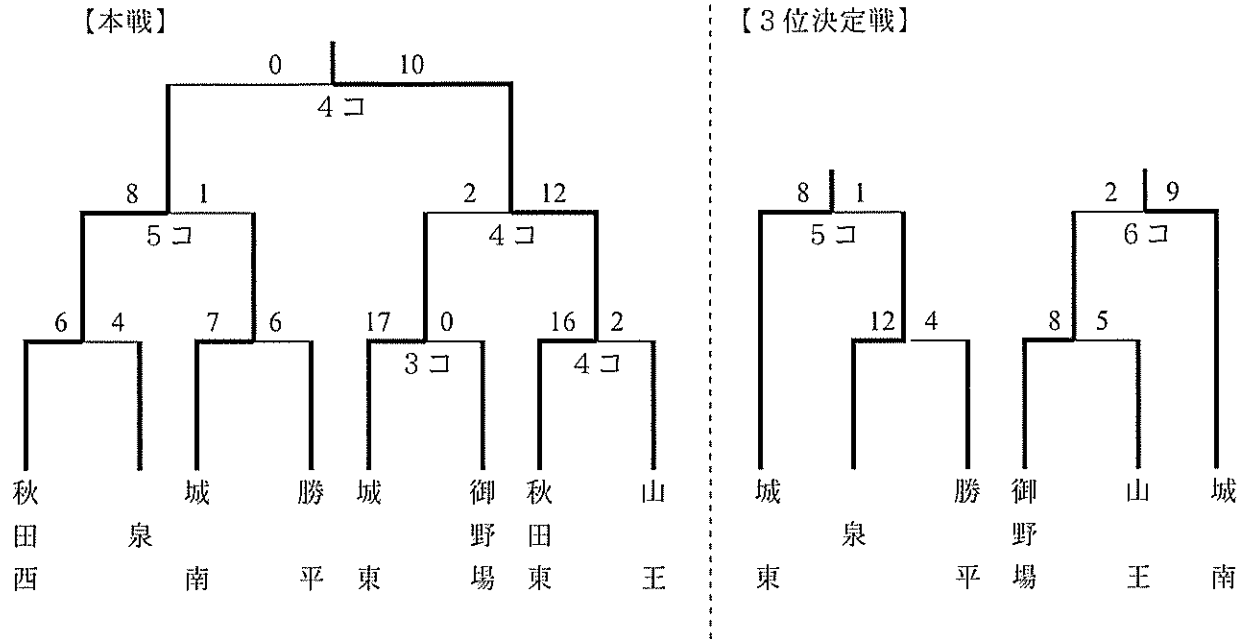 【本戦】
0 10
4コ
8 1
5コ
2 12
4コ
6 4
7 6
17 0
3コ
16 2
4コ
秋田西
泉
城南
勝平
城東
御野場
秋田東
山王
【3位決定戦】
8 1
5コ
2 9
6コ
12 4
8 5
城東
泉
勝平
御野場
山王
城南